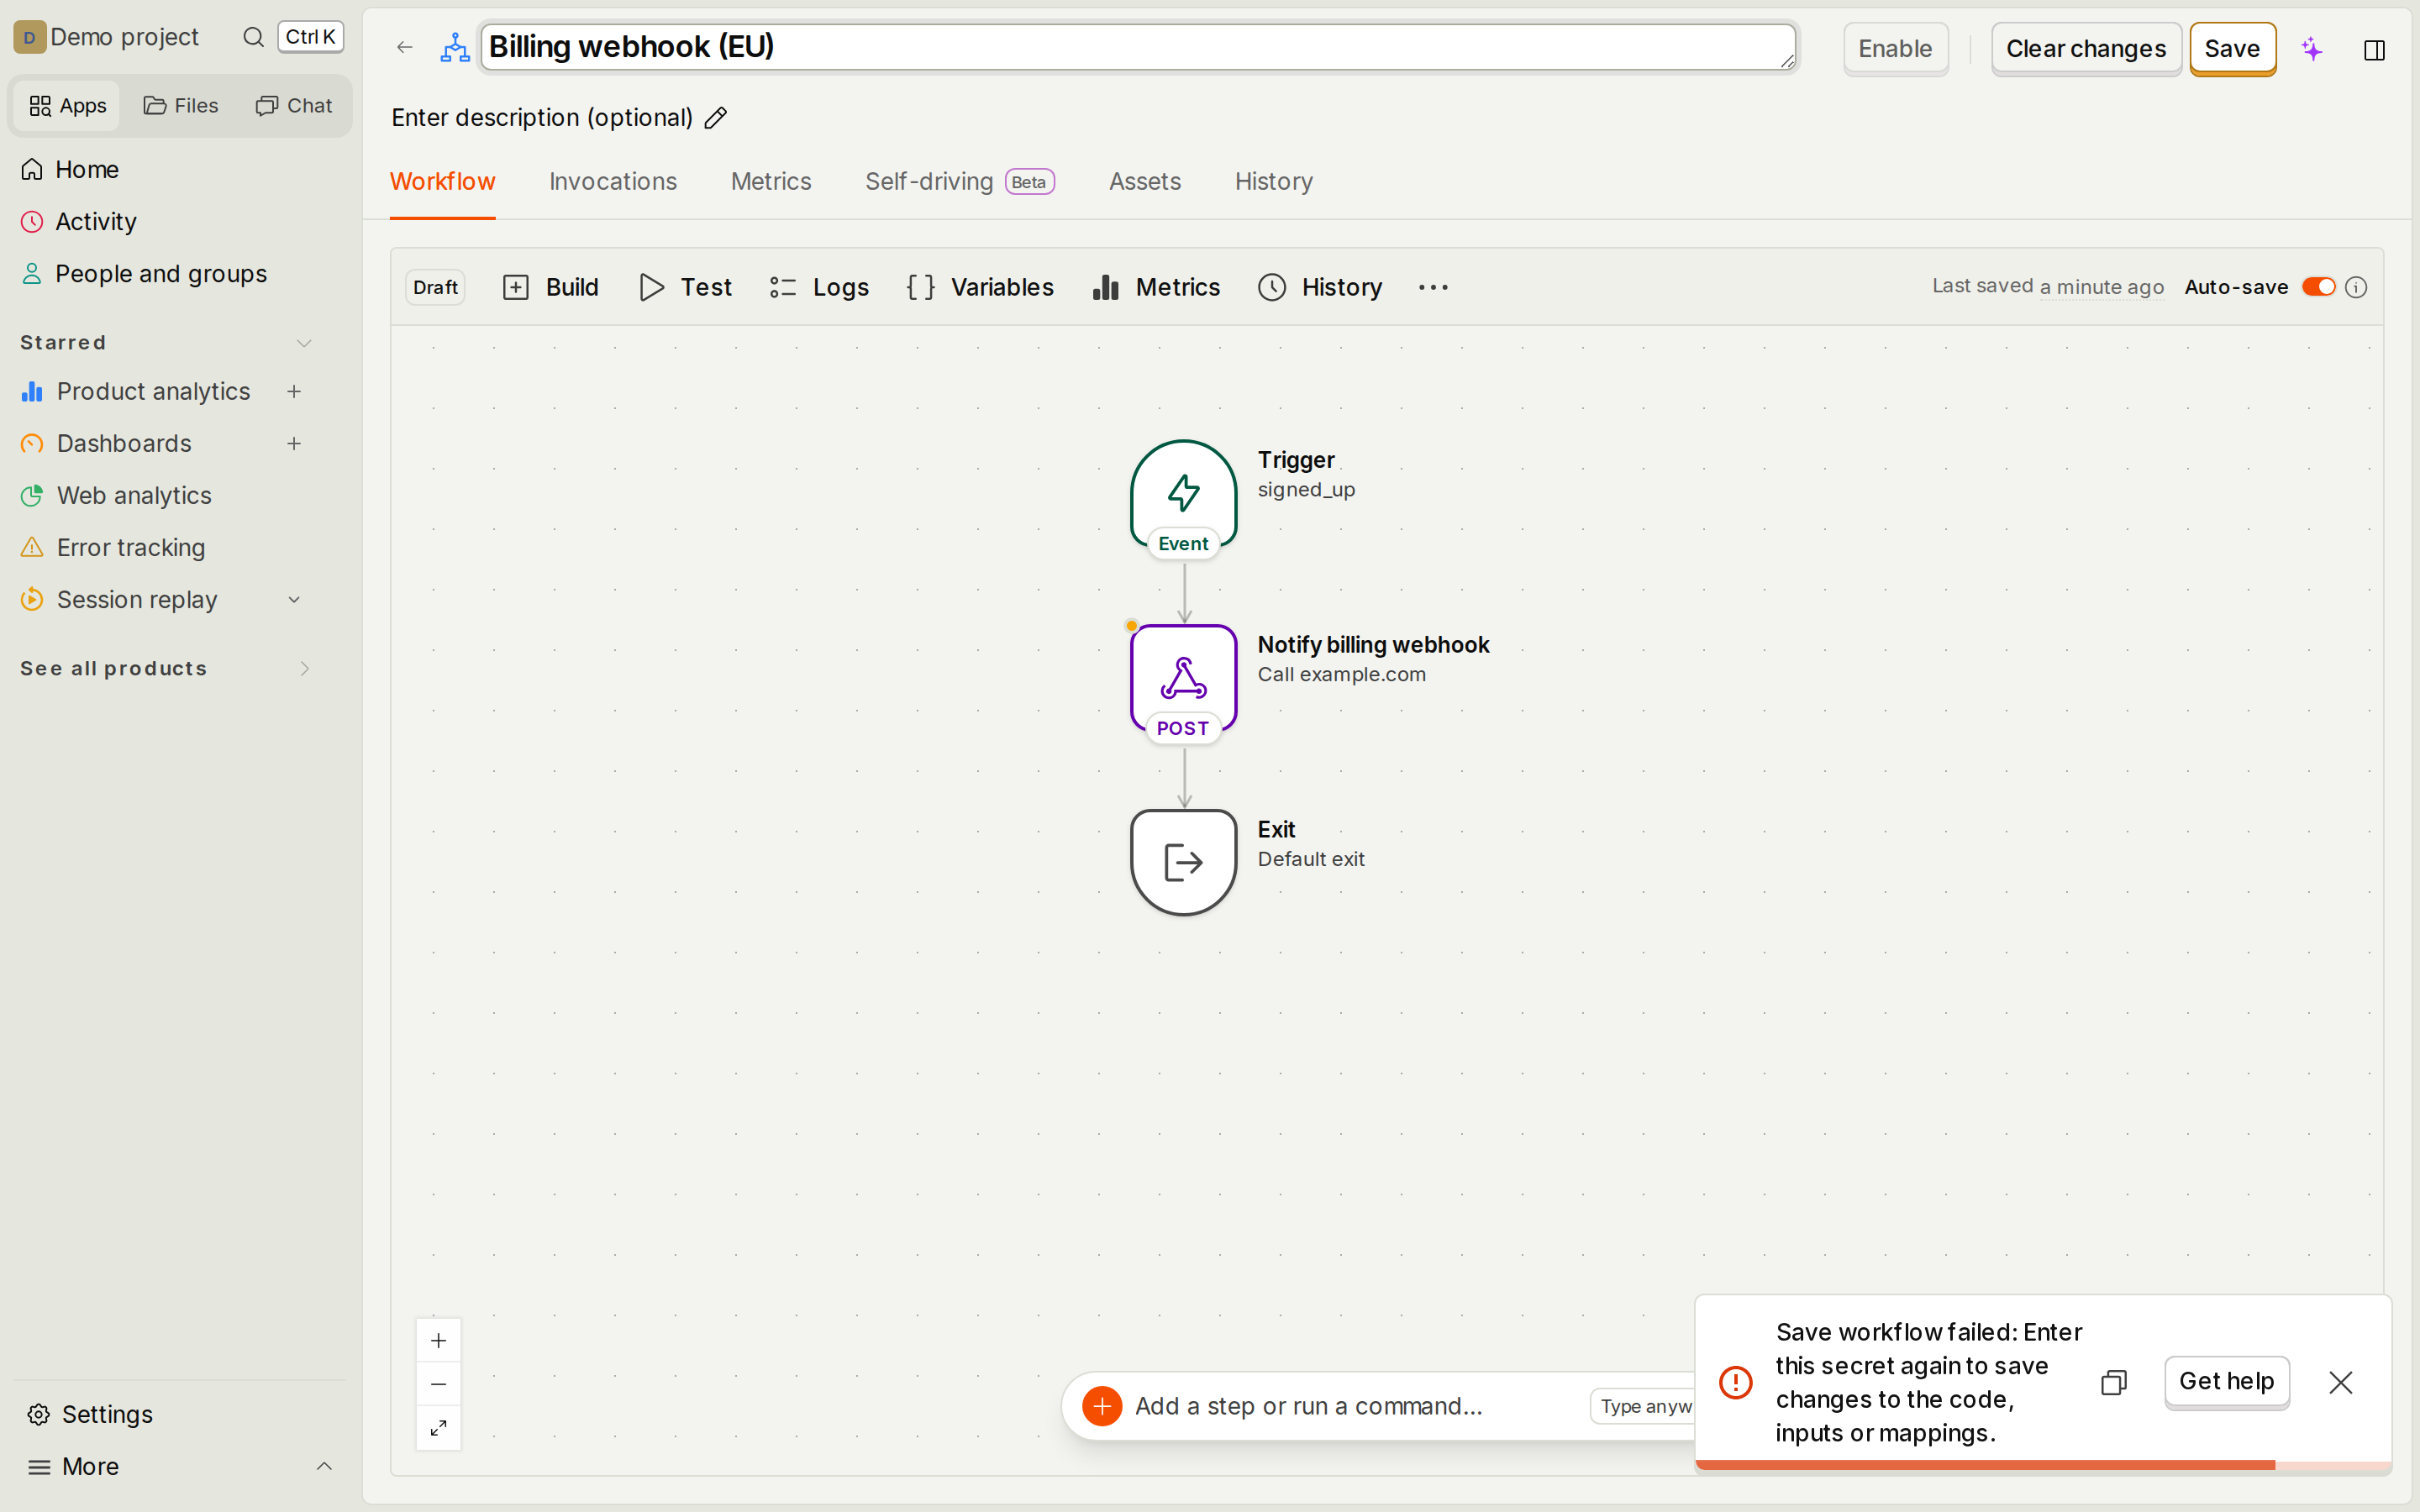 D Demo project Ctrl K
Apps Files Chat
Home
Activity
People and groups
Starred
Product analytics
Dashboards
Web analytics
Error tracking
Session replay
See all products
Settings
More
Billing webhook (EU)
Enable Clear changes Save
Enter description (optional)
Workflow Invocations Metrics Self-driving Beta Assets History
Draft Build Test Logs Variables Metrics History Last saved a minute ago Auto-save
Trigger
signed_up
Event
Notify billing webhook
Call example.com
POST
Exit
Default exit
Add a step or run a command... Type anyw
Save workflow failed: Enter
this secret again to save
changes to the code,
inputs or mappings.
Get help